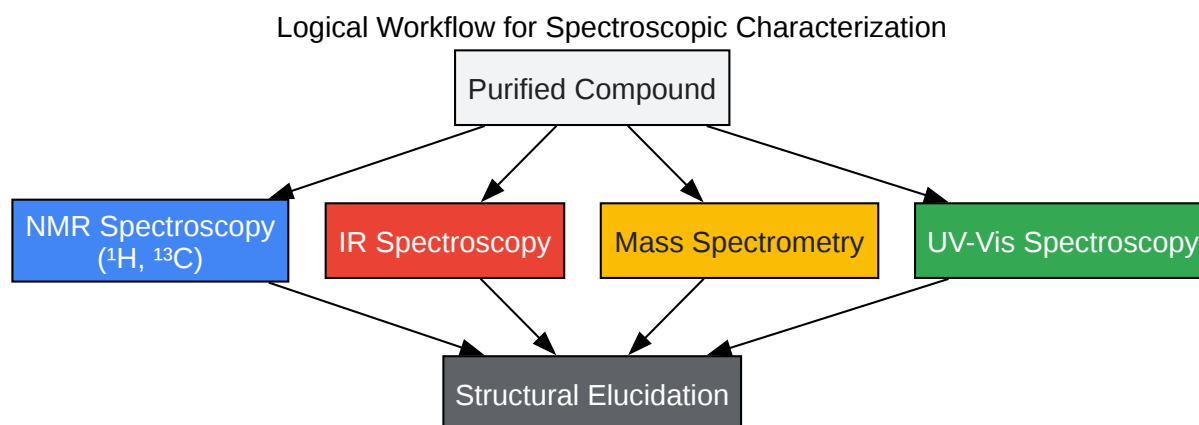 Logical Workflow for Spectroscopic Characterization
Purified Compound
NMR Spectroscopy
(¹H, ¹³C)
IR Spectroscopy
Mass Spectrometry
UV-Vis Spectroscopy
Structural Elucidation